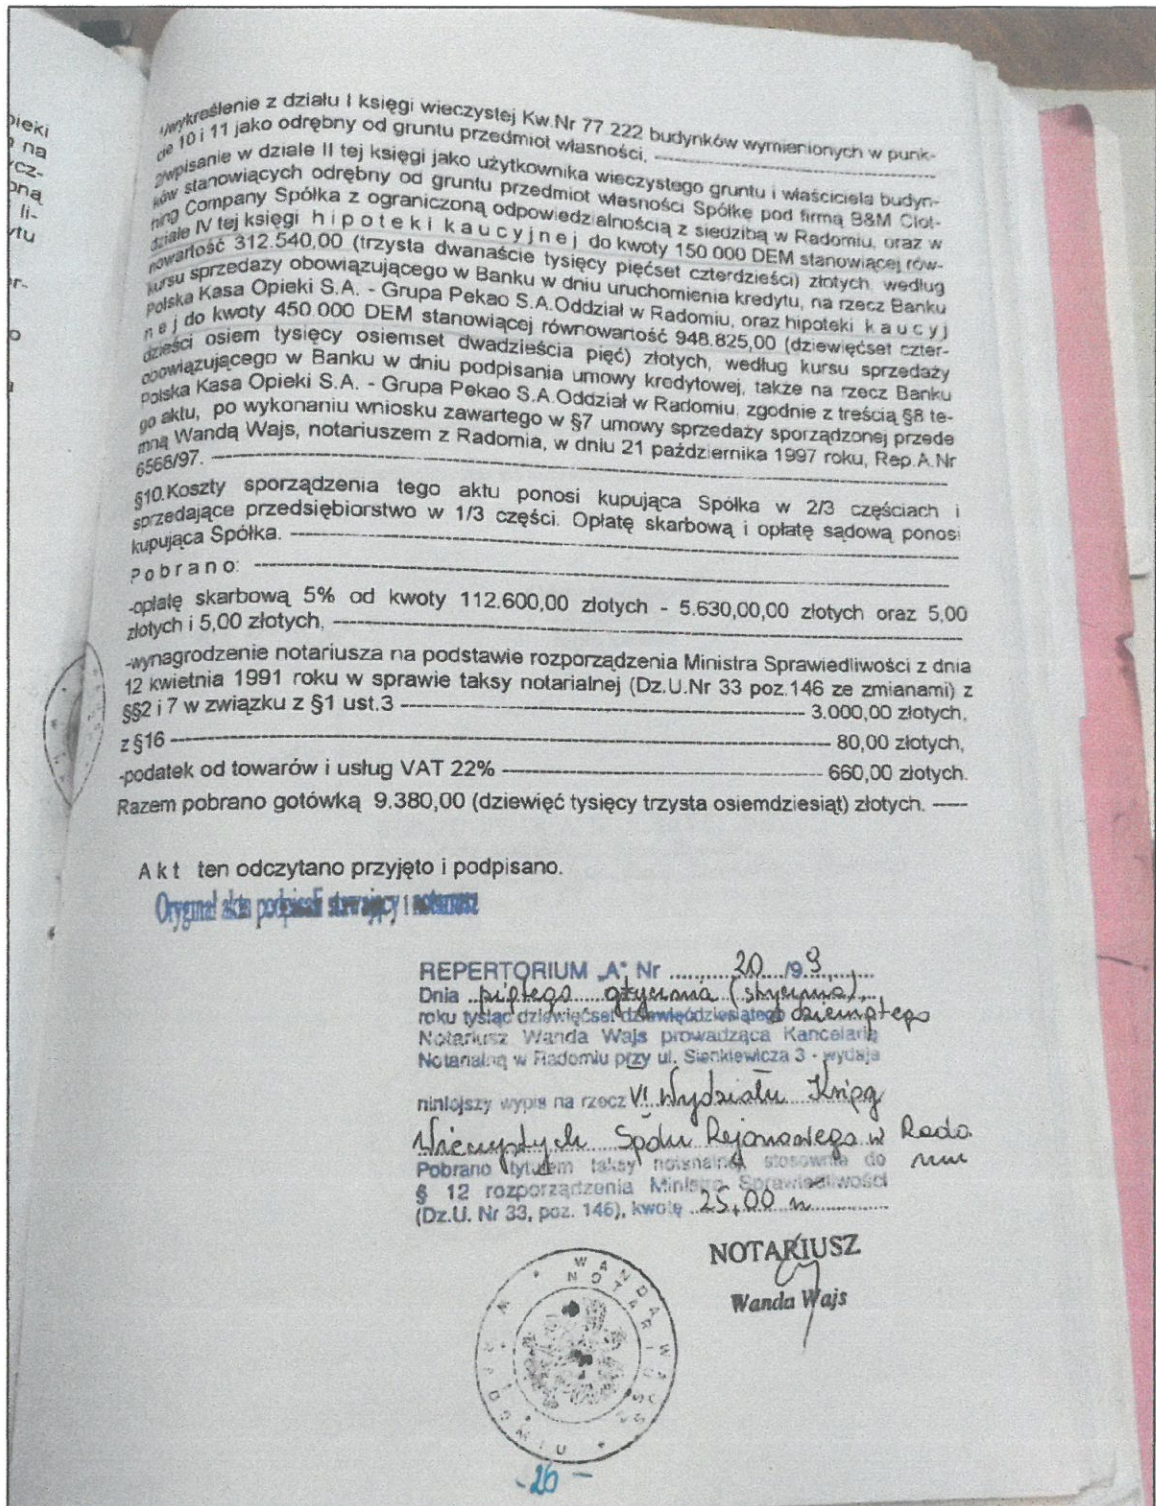 1/wykreślenie z działu I księgi wieczystej Kw.Nr 77.222 budynków wymienionych w punk-
cie 10 i 11 jako odrębny od gruntu przedmiot własności, ----------
2/wpisanie w dziale II tej księgi jako użytkownika wieczystego gruntu i właściciela budyn-
ków stanowiących odrębny od gruntu przedmiot własności Spółkę pod firmą B&M Clot-
hing Company Spółka z ograniczoną odpowiedzialnością z siedzibą w Radomiu, oraz w
dziale IV tej księgi h i p o t e k i k a u c y j n e j do kwoty 150.000 DEM stanowiącej rów-
nowartość 312.540,00 (trzysta dwanaście tysięcy pięćset czterdzieści) złotych, według
kursu sprzedaży obowiązującego w Banku w dniu uruchomienia kredytu, na rzecz Banku
Polska Kasa Opieki S.A. - Grupa Pekao S.A.Oddział w Radomiu, oraz hipoteki k a u c y j
n e j do kwoty 450.000 DEM stanowiącej równowartość 948.825,00 (dziewięćset czter-
dzieści osiem tysięcy osiemset dwadzieścia pięć) złotych, według kursu sprzedaży
obowiązującego w Banku w dniu podpisania umowy kredytowej, także na rzecz Banku
Polska Kasa Opieki S.A. - Grupa Pekao S.A.Oddział w Radomiu, zgodnie z treścią §8 te-
go aktu, po wykonaniu wniosku zawartego w §7 umowy sprzedaży sporządzonej przede
mną Wandą Wajs, notariuszem z Radomia, w dniu 21 października 1997 roku, Rep.A.Nr
6568/97. ----------
§10.Koszty sporządzenia tego aktu ponosi kupująca Spółka w 2/3 częściach i
sprzedające przedsiębiorstwo w 1/3 części. Opłatę skarbową i opłatę sądową ponosi
kupująca Spółka. ----------
P o b r a n o: ----------
-opłatę skarbową 5% od kwoty 112.600,00 złotych - 5.630,00,00 złotych oraz 5,00
złotych i 5,00 złotych, ----------
-wynagrodzenie notariusza na podstawie rozporządzenia Ministra Sprawiedliwości z dnia
12 kwietnia 1991 roku w sprawie taksy notarialnej (Dz.U.Nr 33 poz.146 ze zmianami) z
§§2 i 7 w związku z §1 ust.3 ---------- 3.000,00 złotych,
z §16 ---------- 80,00 złotych,
-podatek od towarów i usług VAT 22% ---------- 660,00 złotych.
Razem pobrano gotówką 9.380,00 (dziewięć tysięcy trzysta osiemdziesiąt) złotych. ----
A k t ten odczytano przyjęto i podpisano.
Oryginał aktu podpisali stawający i notariusz
REPERTORIUM „A" Nr 20 /99
Dnia piątego (stycznia)
roku tysiąc dziewięćset dziewięćdziesiątego dziewiątego
Notariusz Wanda Wajs prowadząca Kancelarię
Notarialną w Radomiu przy ul. Sienkiewicza 3 - wydaje
niniejszy wypis na rzecz VI Wydziału Ksiąg
Wieczystych Sądu Rejonowego w Rado
miu
Pobrano tytułem taksy notarialnej stosownie do
§ 12 rozporządzenia Ministra Sprawiedliwości
(Dz.U. Nr 33, poz. 146), kwotę 25,00 zł
NOTARIUSZ
Wanda Wajs
WANDA WAJS
NOTARIUSZ
W RADOMIU
-26-